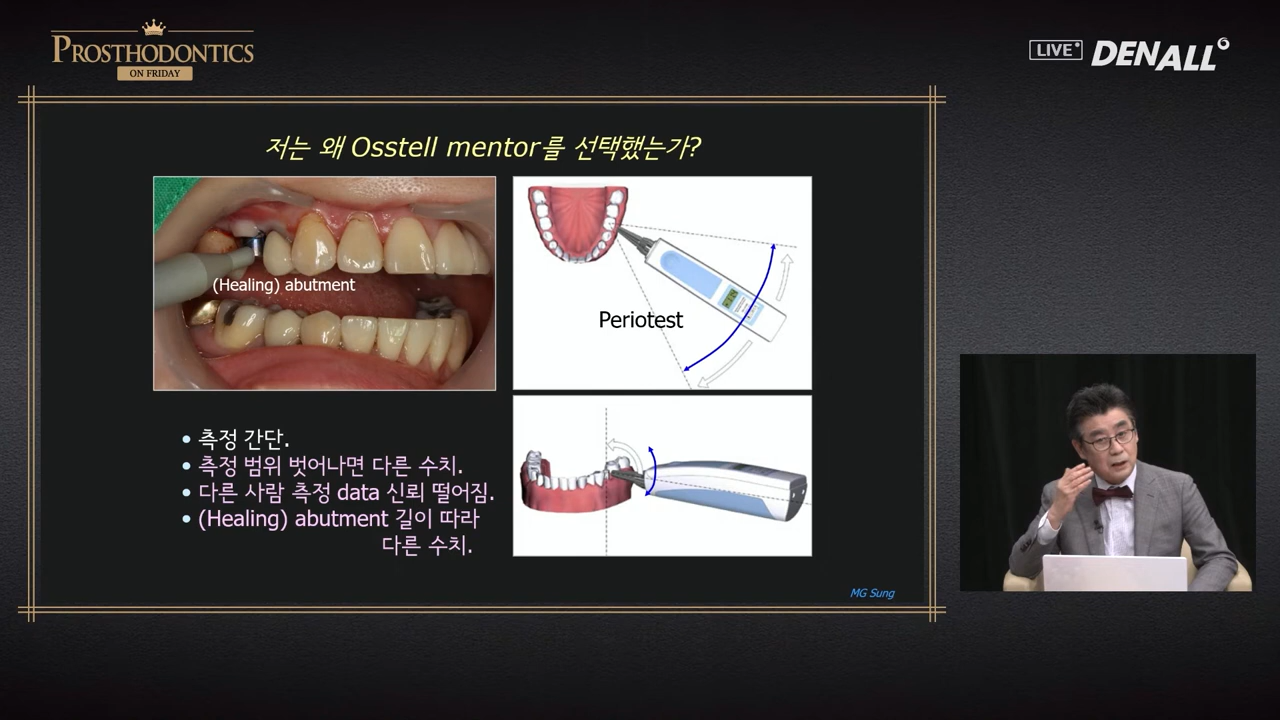 PROSTHODONTICS
ON FRIDAY
LIVE
DENALL
저는 왜 Osstell mentor를 선택했는가?
(Healing) abutment
Periotest
• 측정 간단.
• 측정 범위 벗어나면 다른 수치.
• 다른 사람 측정 data 신뢰 떨어짐.
• (Healing) abutment 길이 따라
다른 수치.
MG Sung